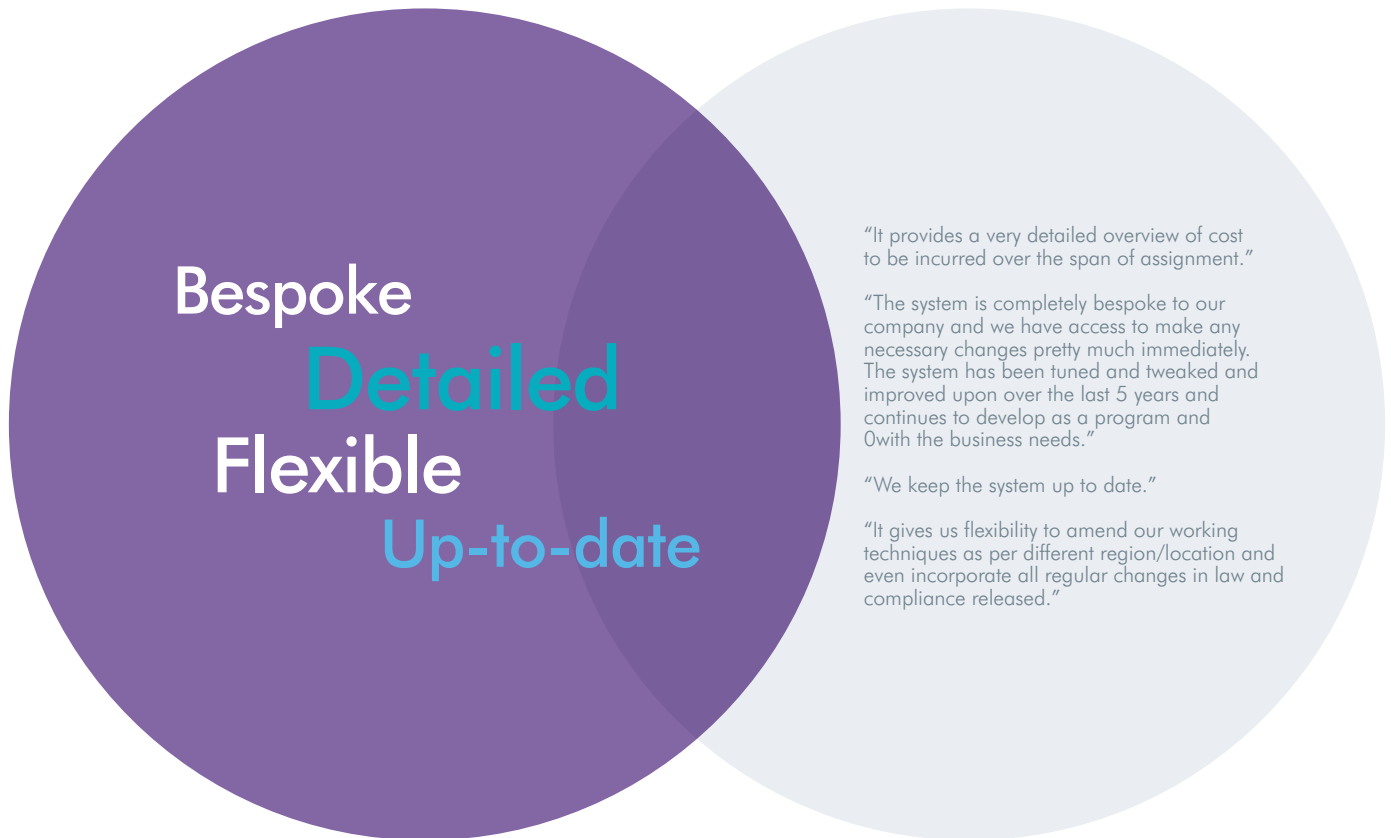 Bespoke
Detailed
Flexible
Up-to-date
“It provides a very detailed overview of cost
to be incurred over the span of assignment.”
“The system is completely bespoke to our
company and we have access to make any
necessary changes pretty much immediately.
The system has been tuned and tweaked and
improved upon over the last 5 years and
continues to develop as a program and
0with the business needs.”
“We keep the system up to date.”
“It gives us flexibility to amend our working
techniques as per different region/location and
even incorporate all regular changes in law and
compliance released.”